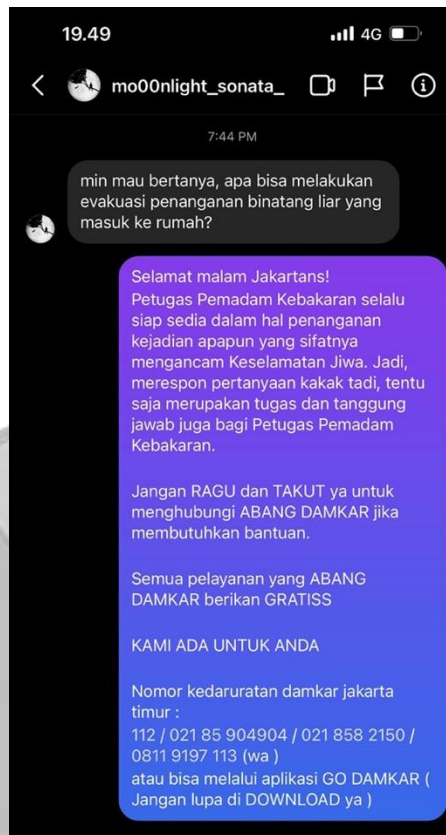 19.49
4G
mo00nlight_sonata_
7:44 PM
min mau bertanya, apa bisa melakukan
evakuasi penanganan binatang liar yang
masuk ke rumah?
Selamat malam Jakartans!
Petugas Pemadam Kebakaran selalu
siap sedia dalam hal penanganan
kejadian apapun yang sifatnya
mengancam Keselamatan Jiwa. Jadi,
merespon pertanyaan kakak tadi, tentu
saja merupakan tugas dan tanggung
jawab juga bagi Petugas Pemadam
Kebakaran.
Jangan RAGU dan TAKUT ya untuk
menghubungi ABANG DAMKAR jika
membutuhkan bantuan.
Semua pelayanan yang ABANG
DAMKAR berikan GRATISS
KAMI ADA UNTUK ANDA
Nomor kedaruratan damkar jakarta
timur :
112 / 021 85 904904 / 021 858 2150 /
0811 9197 113 (wa )
atau bisa melalui aplikasi GO DAMKAR (
Jangan lupa di DOWNLOAD ya )